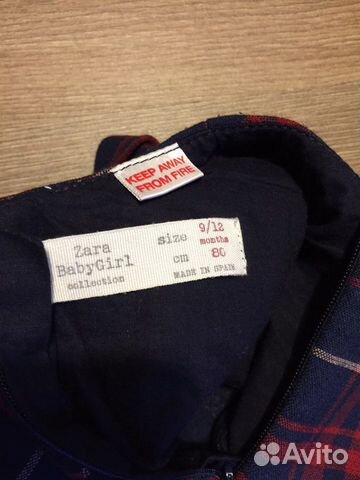 KEEP AWAY
FROM FIRE
Zara
BabyGirl
collection
size 9/12
months
cm 80
MADE IN SPAIN
Avito